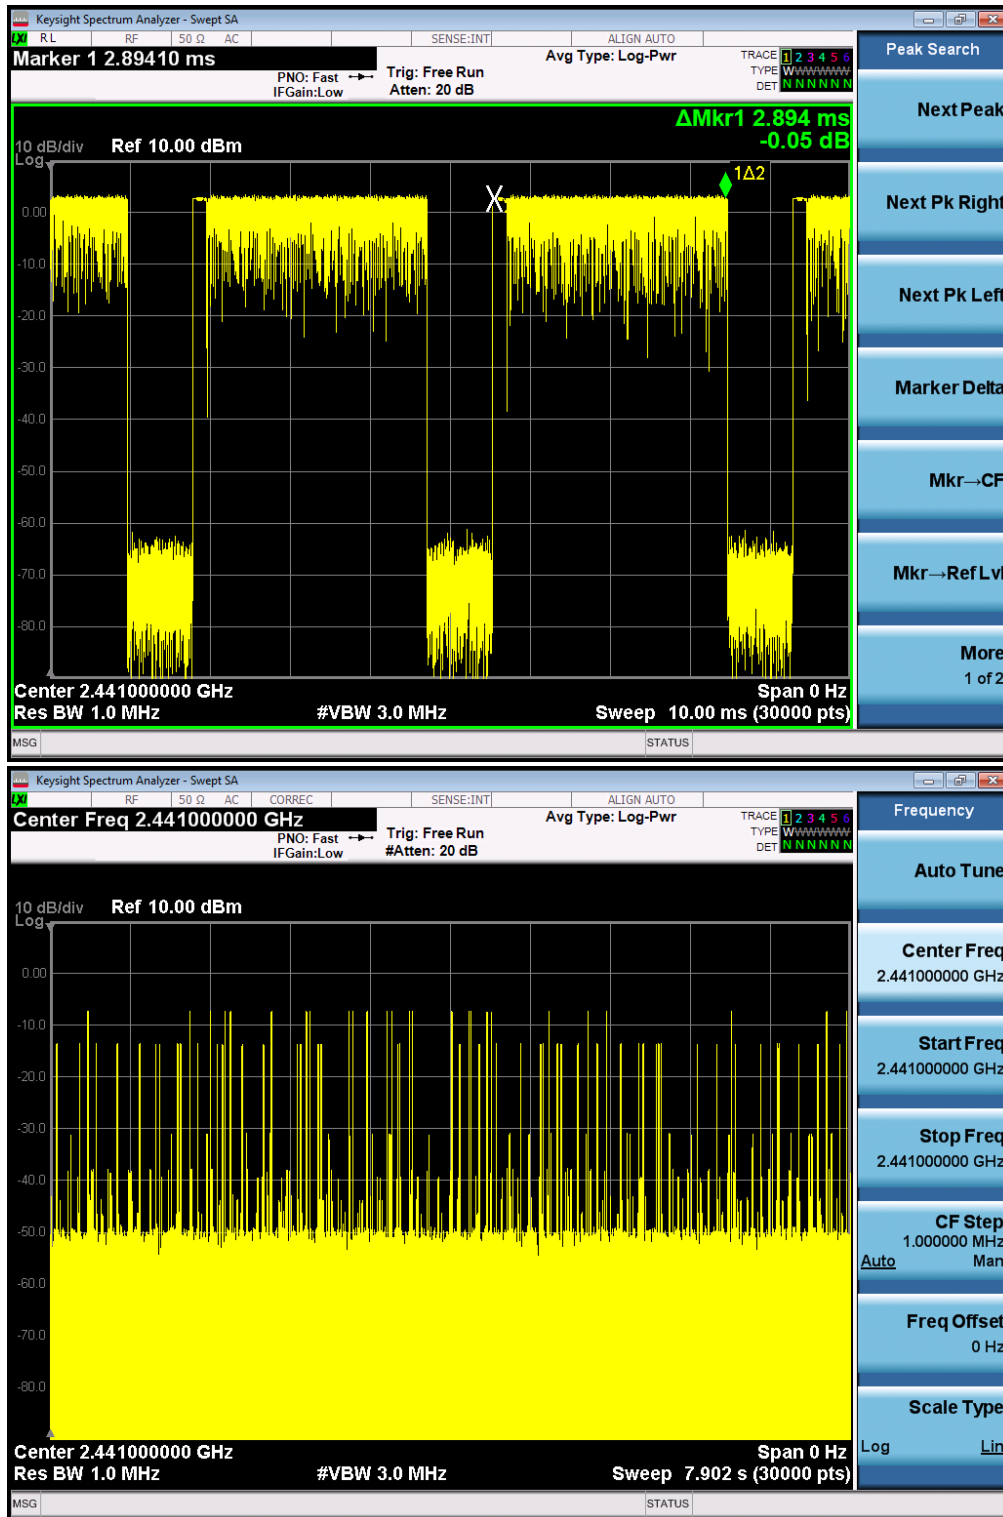 Keysight Spectrum Analyzer - Swept SA
LXI RL RF 50 Ω AC SENSE:INT ALIGN AUTO
Marker 1 2.89410 ms
PNO: Fast Trig: Free Run Avg Type: Log-Pwr TRACE 1 2 3 4 5 6
IFGain:Low Atten: 20 dB TYPE WWWWWW
DET N N N N N N
ΔMkr1 2.894 ms
-0.05 dB
10 dB/div Ref 10.00 dBm
Log
1Δ2
0.00
-10.0
-20.0
-30.0
-40.0
-50.0
-60.0
-70.0
-80.0
Center 2.441000000 GHz Span 0 Hz
Res BW 1.0 MHz #VBW 3.0 MHz Sweep 10.00 ms (30000 pts)
MSG STATUS
Peak Search
Next Peak
Next Pk Right
Next Pk Left
Marker Delta
Mkr→CF
Mkr→Ref Lvl
More
1 of 2
Keysight Spectrum Analyzer - Swept SA
LXI RF 50 Ω AC CORREC SENSE:INT ALIGN AUTO
Center Freq 2.441000000 GHz
PNO: Fast Trig: Free Run Avg Type: Log-Pwr TRACE 1 2 3 4 5 6
IFGain:Low #Atten: 20 dB TYPE WWWWWW
DET N N N N N N
10 dB/div Ref 10.00 dBm
Log
0.00
-10.0
-20.0
-30.0
-40.0
-50.0
-60.0
-70.0
-80.0
Center 2.441000000 GHz Span 0 Hz
Res BW 1.0 MHz #VBW 3.0 MHz Sweep 7.902 s (30000 pts)
MSG STATUS
Frequency
Auto Tune
Center Freq
2.441000000 GHz
Start Freq
2.441000000 GHz
Stop Freq
2.441000000 GHz
CF Step
1.000000 MHz
Auto Man
Freq Offset
0 Hz
Scale Type
Log Lin